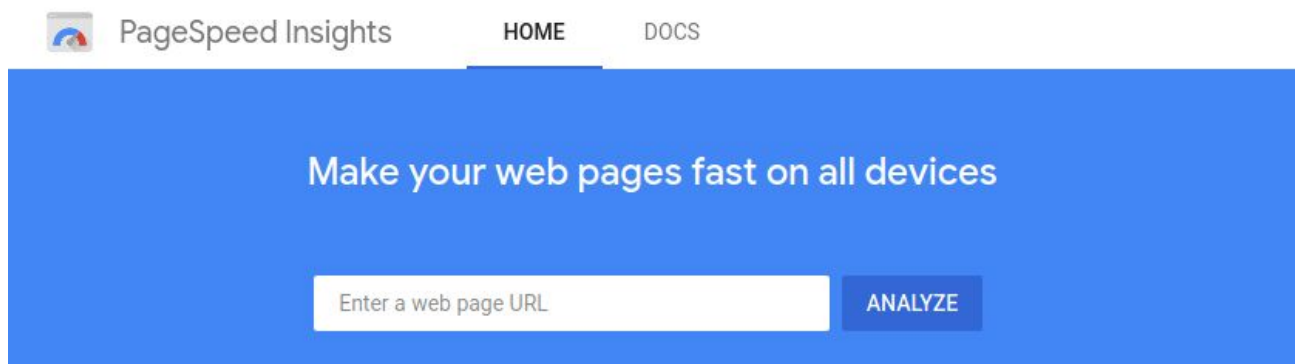 PageSpeed Insights HOME DOCS
Make your web pages fast on all devices
Enter a web page URL ANALYZE